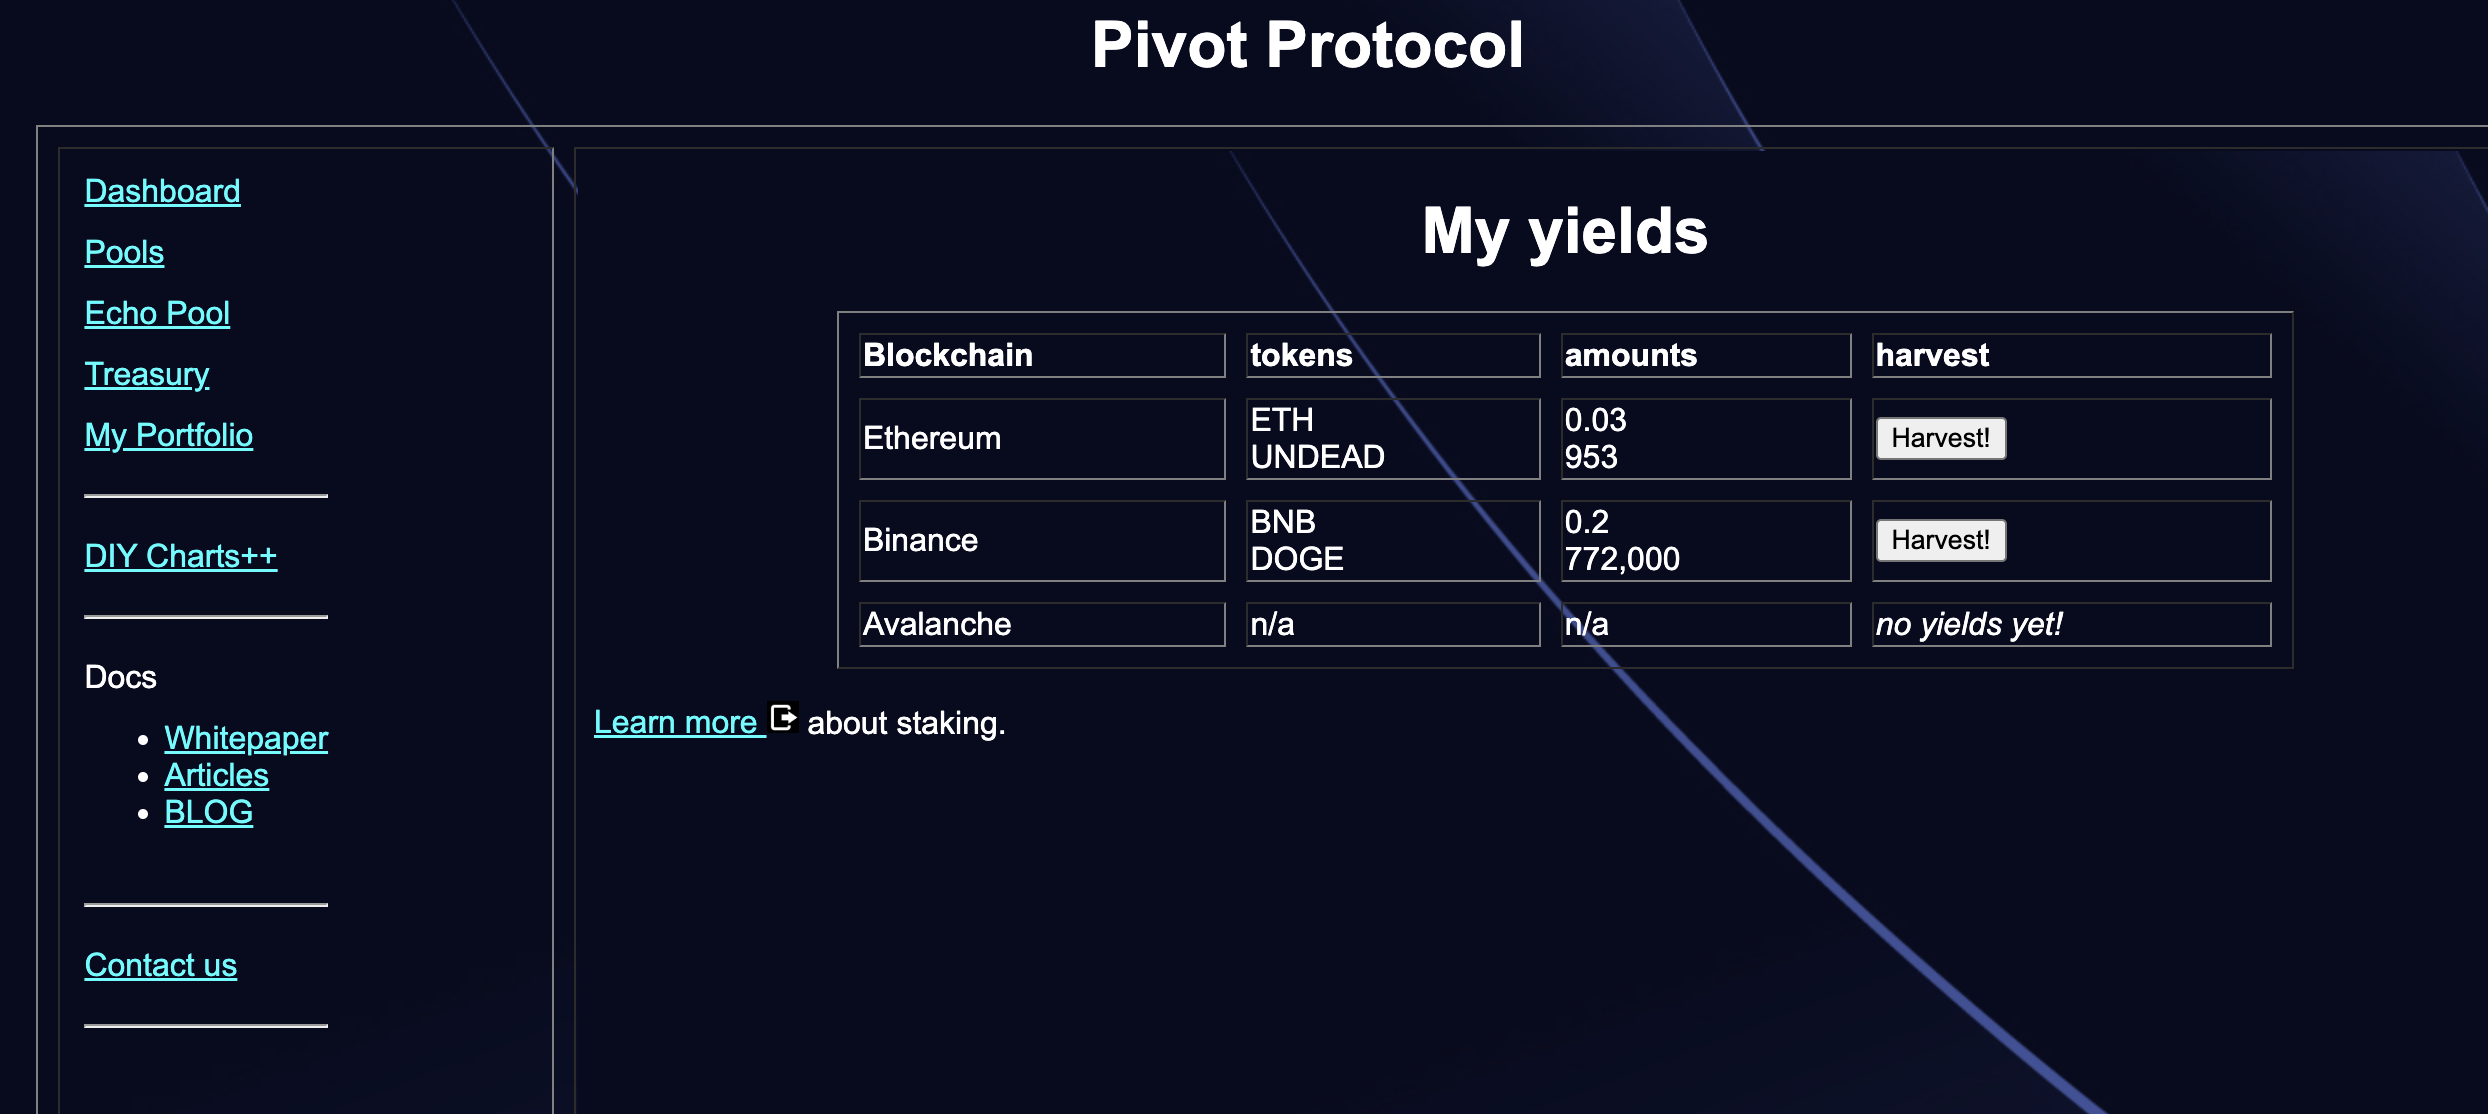 Pivot Protocol
Dashboard
Pools
Echo Pool
Treasury
My Portfolio
DIY Charts++
Docs
Whitepaper
Articles
BLOG
Contact us
My yields
Blockchain tokens amounts harvest
Ethereum ETH 0.03 Harvest!
UNDEAD 953
Binance BNB 0.2 Harvest!
DOGE 772,000
Avalanche n/a n/a no yields yet!
Learn more about staking.